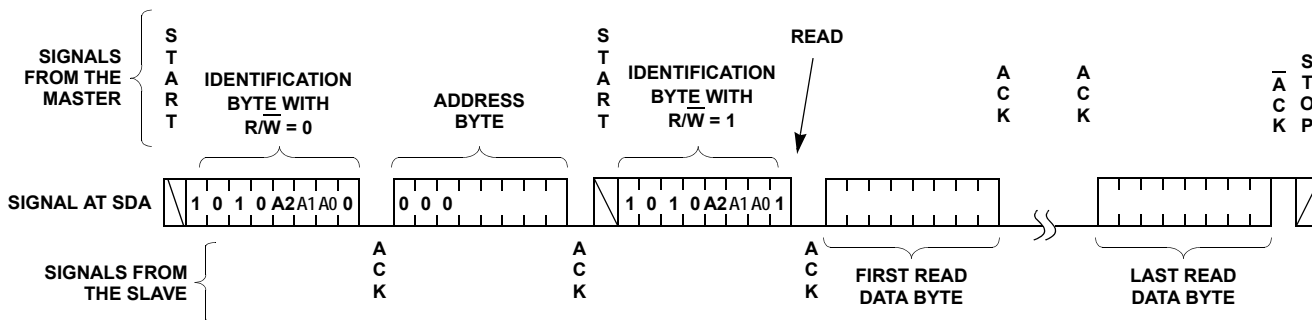 SIGNALS
FROM THE
MASTER
START
IDENTIFICATION
BYTE WITH
R/W̅ = 0
ADDRESS
BYTE
START
IDENTIFICATION
BYTE WITH
R/W̅ = 1
READ
ACK
ACK
A̅CK
STOP
SIGNAL AT SDA
1 0 1 0 A2 A1 A0 0
0 0 0
1 0 1 0 A2 A1 A0 1
SIGNALS FROM
THE SLAVE
ACK
ACK
ACK
FIRST READ
DATA BYTE
LAST READ
DATA BYTE